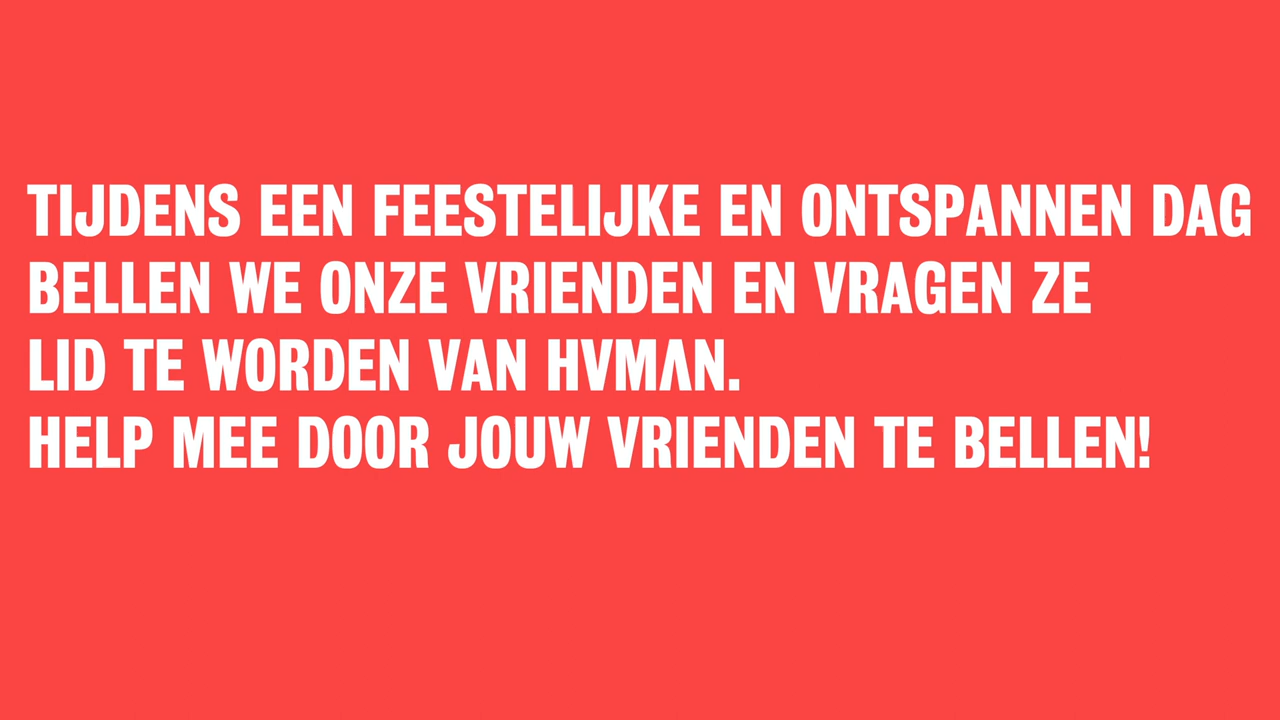 TIJDENS EEN FEESTELIJKE EN ONTSPANNEN DAG
BELLEN WE ONZE VRIENDEN EN VRAGEN ZE
LID TE WORDEN VAN HVMΛN.
HELP MEE DOOR JOUW VRIENDEN TE BELLEN!